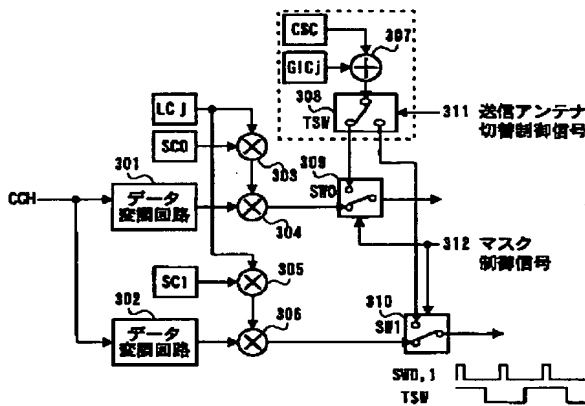 CSC
307
GICj
308
TSW
311 送信アンテナ
切替制御信号
LCj
SC0
303
309
SW0
301
CCH
データ
変調回路
304
312 マスク
制御信号
SC1
305
310
SW1
302
データ
変調回路
306
SW0,1
TSW